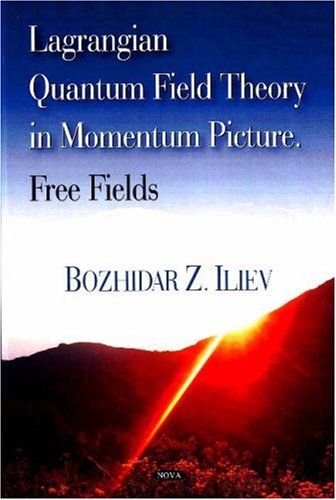 Lagrangian
Quantum Field Theory
in Momentum Picture.
Free Fields
BOZHIDAR Z. ILIEV
NOVA